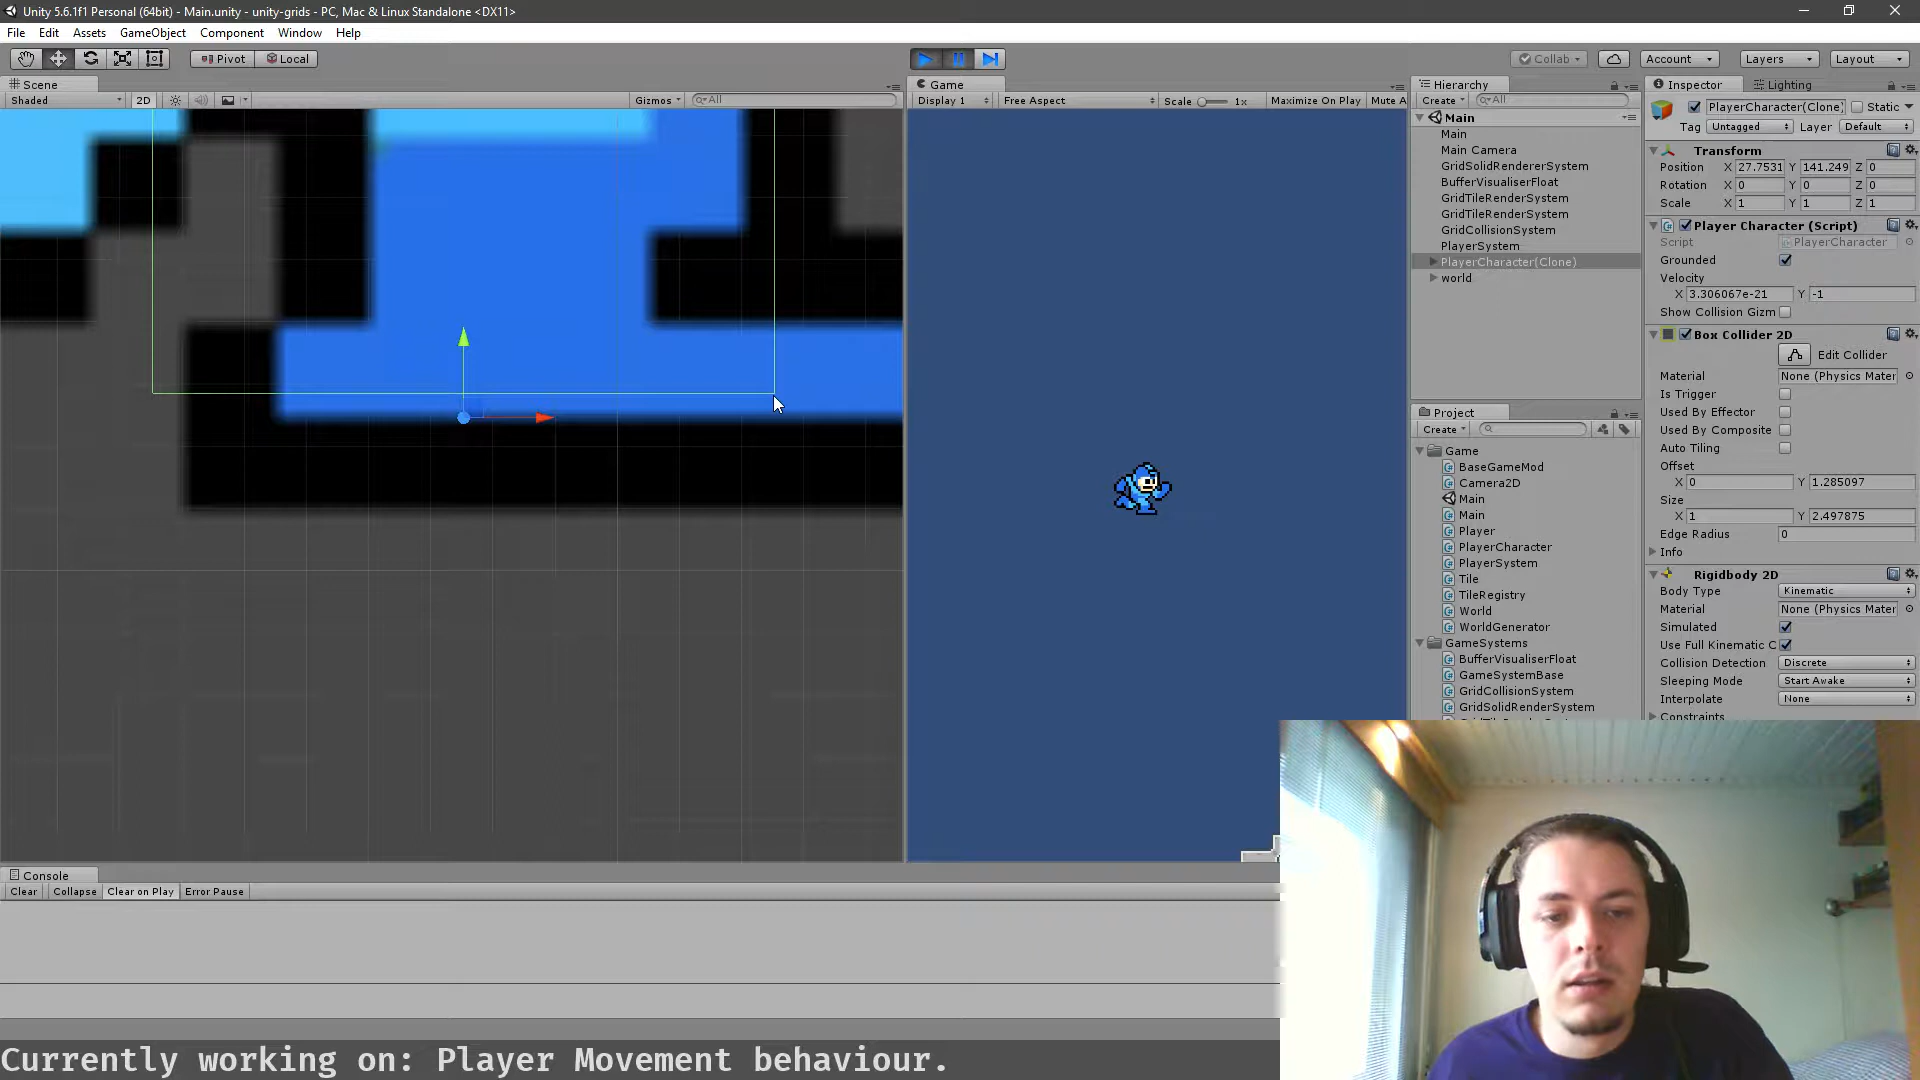 Unity 5.6.1f1 Personal (64bit) - Main.unity - unity-grids - PC, Mac & Linux Standalone <DX11>
File Edit Assets GameObject Component Window Help
Pivot Local
Collab Account Layers Layout
Scene
Shaded 2D Gizmos All
Game
Display 1 Free Aspect Scale 1x Maximize On Play Mute A
Hierarchy
Create All
Main
Main
Main Camera
GridSolidRendererSystem
BufferVisualiserFloat
GridTileRenderSystem
GridTileRenderSystem
GridCollisionSystem
PlayerSystem
PlayerCharacter(Clone)
world
Project
Create
Game
BaseGameMod
Camera2D
Main
Main
Player
PlayerCharacter
PlayerSystem
Tile
TileRegistry
World
WorldGenerator
GameSystems
BufferVisualiserFloat
GameSystemBase
GridCollisionSystem
GridSolidRenderSystem
Inspector Lighting
PlayerCharacter(Clone) Static
Tag Untagged Layer Default
Transform
Position X 27.7531 Y 141.249 Z 0
Rotation X 0 Y 0 Z 0
Scale X 1 Y 1 Z 1
Player Character (Script)
Script PlayerCharacter
Grounded
Velocity
X 3.306067e-21 Y -1
Show Collision Gizm
Box Collider 2D
Edit Collider
Material None (Physics Mater
Is Trigger
Used By Effector
Used By Composite
Auto Tiling
Offset
X 0 Y 1.285097
Size
X 1 Y 2.497875
Edge Radius 0
Info
Rigidbody 2D
Body Type Kinematic
Material None (Physics Mater
Simulated
Use Full Kinematic C
Collision Detection Discrete
Sleeping Mode Start Awake
Interpolate None
Constraints
Console
Clear Collapse Clear on Play Error Pause
Currently working on: Player Movement behaviour.